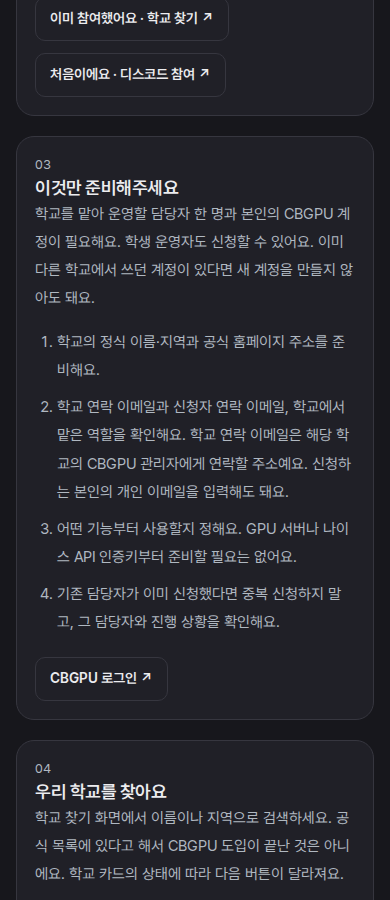 이미 참여했어요 · 학교 찾기 ↗
처음이에요 · 디스코드 참여 ↗
03
이것만 준비해주세요
학교를 맡아 운영할 담당자 한 명과 본인의 CBGPU 계
정이 필요해요. 학생 운영자도 신청할 수 있어요. 이미
다른 학교에서 쓰던 계정이 있다면 새 계정을 만들지 않
아도 돼요.
1. 학교의 정식 이름·지역과 공식 홈페이지 주소를 준
비해요.
2. 학교 연락 이메일과 신청자 연락 이메일, 학교에서
맡은 역할을 확인해요. 학교 연락 이메일은 해당 학
교의 CBGPU 관리자에게 연락할 주소예요. 신청하
는 본인의 개인 이메일을 입력해도 돼요.
3. 어떤 기능부터 사용할지 정해요. GPU 서버나 나이
스 API 인증키부터 준비할 필요는 없어요.
4. 기존 담당자가 이미 신청했다면 중복 신청하지 말
고, 그 담당자와 진행 상황을 확인해요.
CBGPU 로그인 ↗
04
우리 학교를 찾아요
학교 찾기 화면에서 이름이나 지역으로 검색하세요. 공
식 목록에 있다고 해서 CBGPU 도입이 끝난 것은 아니
에요. 학교 카드의 상태에 따라 다음 버튼이 달라져요.